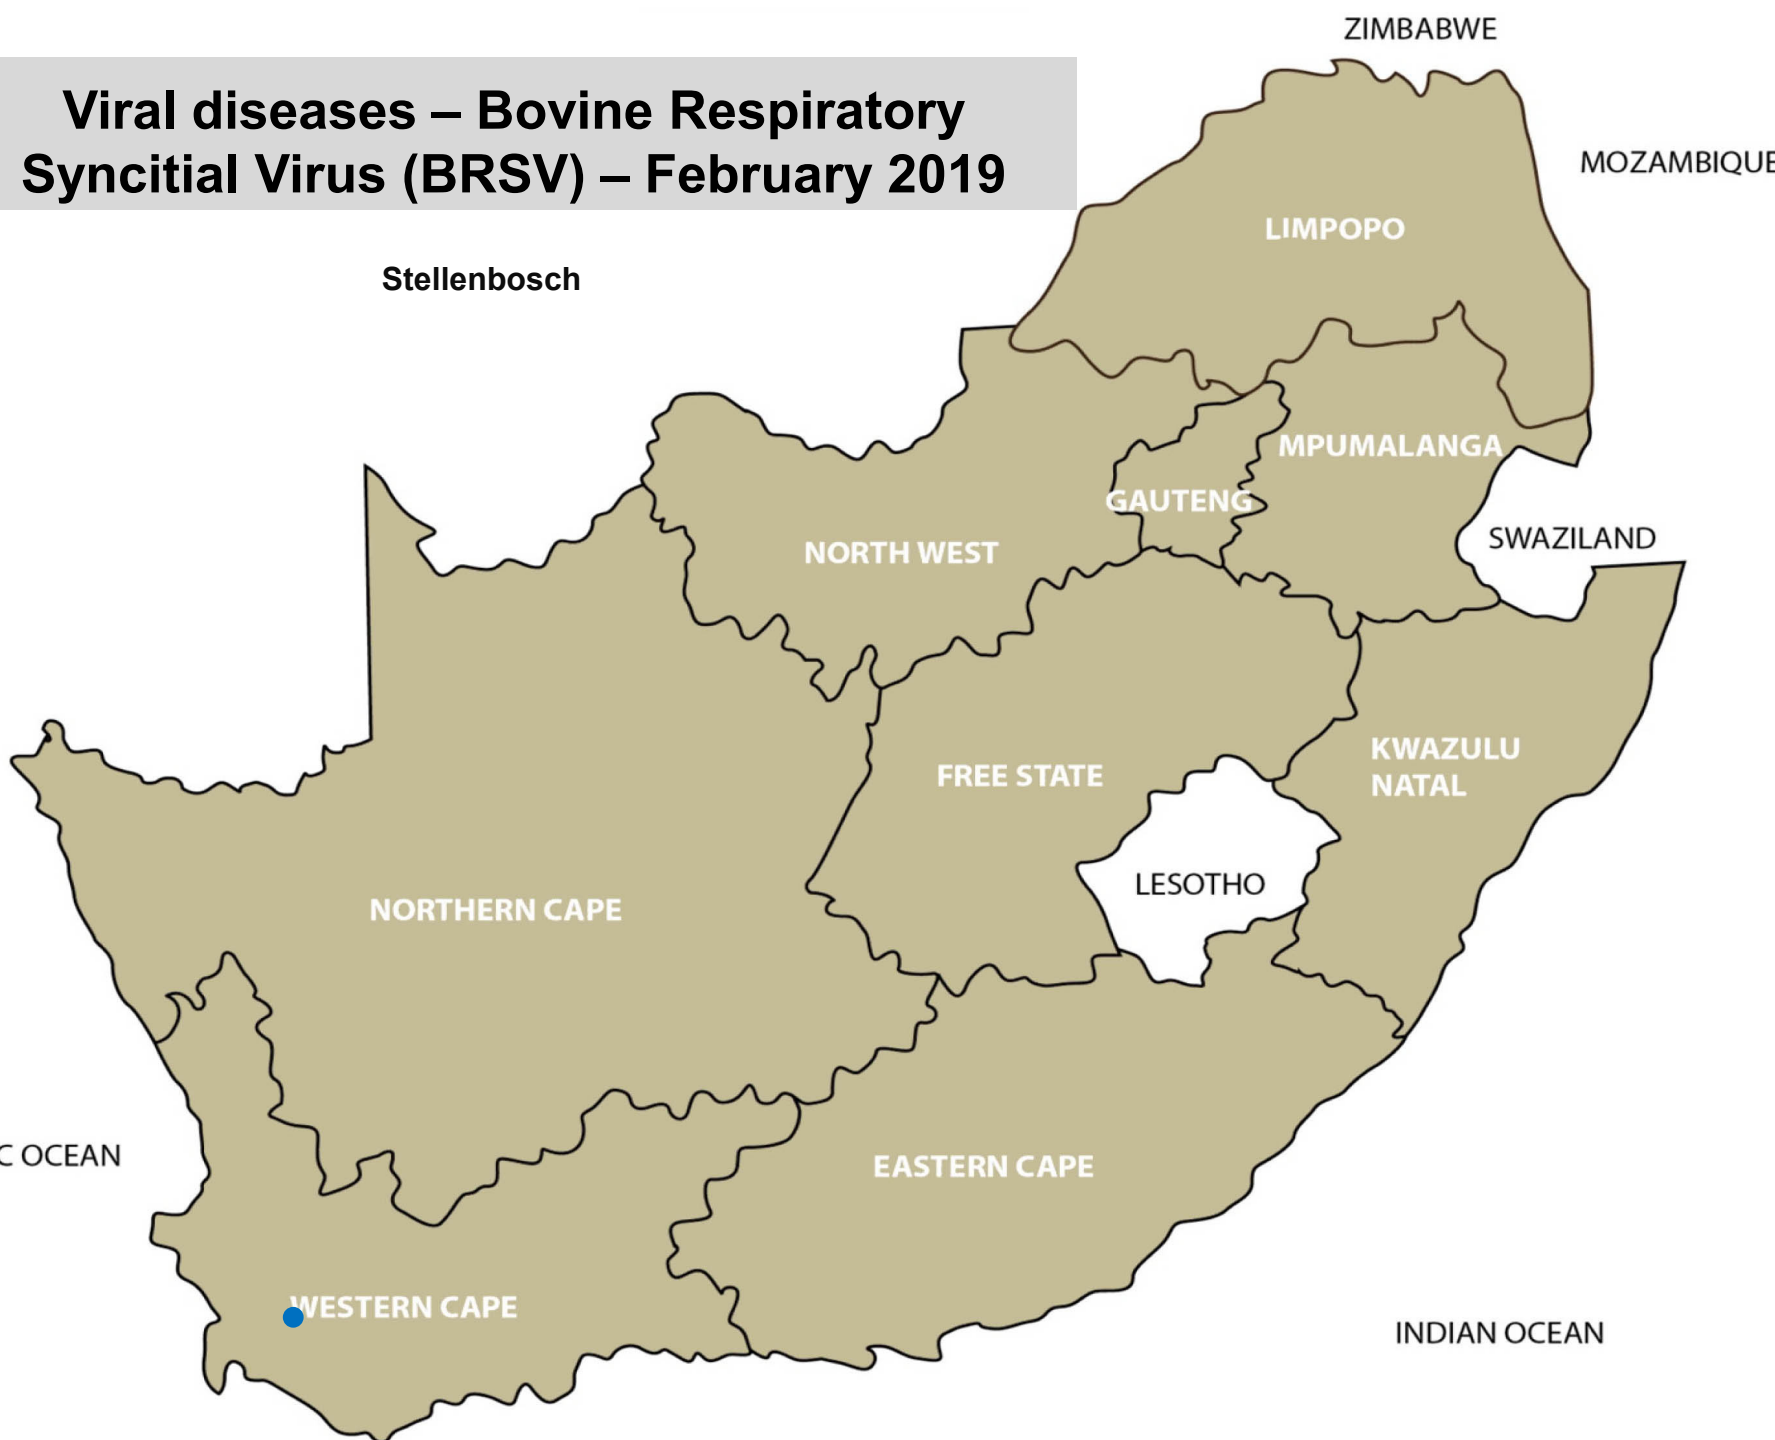 ZIMBABWE
Viral diseases – Bovine Respiratory
Syncitial Virus (BRSV) – February 2019
MOZAMBIQUE
LIMPOPO
Stellenbosch
MPUMALANGA
GAUTENG
SWAZILAND
NORTH WEST
KWAZULU
NATAL
FREE STATE
LESOTHO
NORTHERN CAPE
C OCEAN
EASTERN CAPE
WESTERN CAPE
INDIAN OCEAN